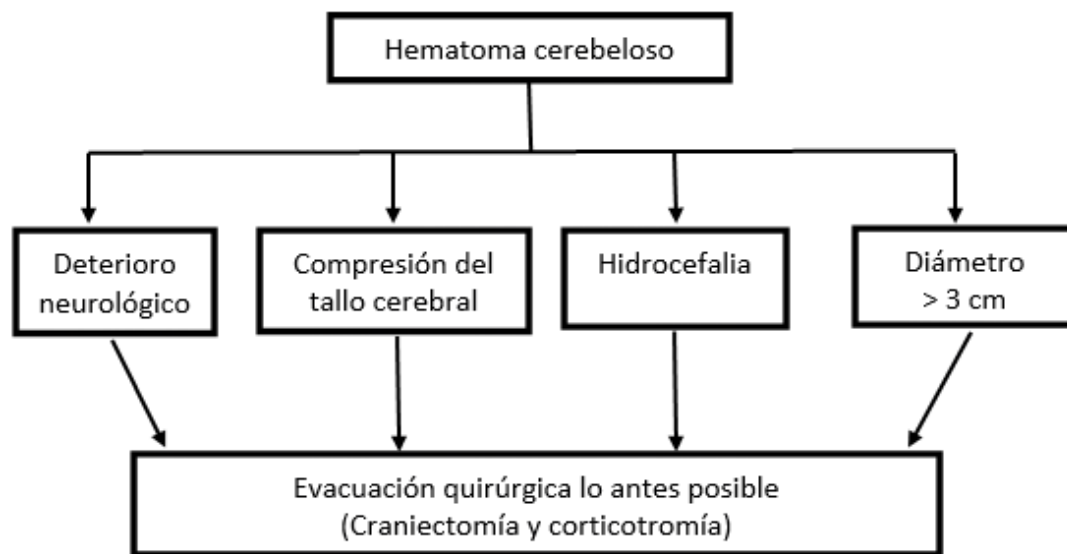 Hematoma cerebeloso
Deterioro
neurológico
Compresión del
tallo cerebral
Hidrocefalia
Diámetro
> 3 cm
Evacuación quirúrgica lo antes posible
(Craniectomía y corticotromía)